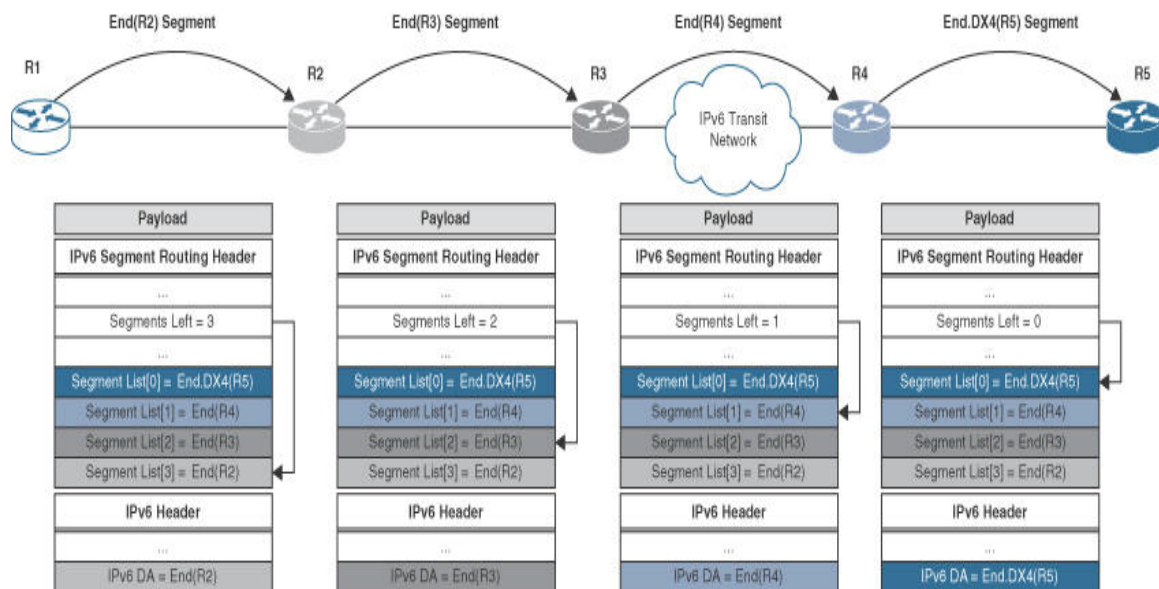 End(R2) Segment
End(R3) Segment
End(R4) Segment
End.DX4(R5) Segment
R1
R2
R3
R4
R5
IPv6 Transit
Network
Payload
IPv6 Segment Routing Header
...
Segments Left = 3
...
Segment List[0] = End.DX4(R5)
Segment List[1] = End(R4)
Segment List[2] = End(R3)
Segment List[3] = End(R2)
IPv6 Header
...
IPv6 DA = End(R2)
Payload
IPv6 Segment Routing Header
...
Segments Left = 2
...
Segment List[0] = End.DX4(R5)
Segment List[1] = End(R4)
Segment List[2] = End(R3)
Segment List[3] = End(R2)
IPv6 Header
...
IPv6 DA = End(R3)
Payload
IPv6 Segment Routing Header
...
Segments Left = 1
...
Segment List[0] = End.DX4(R5)
Segment List[1] = End(R4)
Segment List[2] = End(R3)
Segment List[3] = End(R2)
IPv6 Header
...
IPv6 DA = End(R4)
Payload
IPv6 Segment Routing Header
...
Segments Left = 0
...
Segment List[0] = End.DX4(R5)
Segment List[1] = End(R4)
Segment List[2] = End(R3)
Segment List[3] = End(R2)
IPv6 Header
...
IPv6 DA = End.DX4(R5)